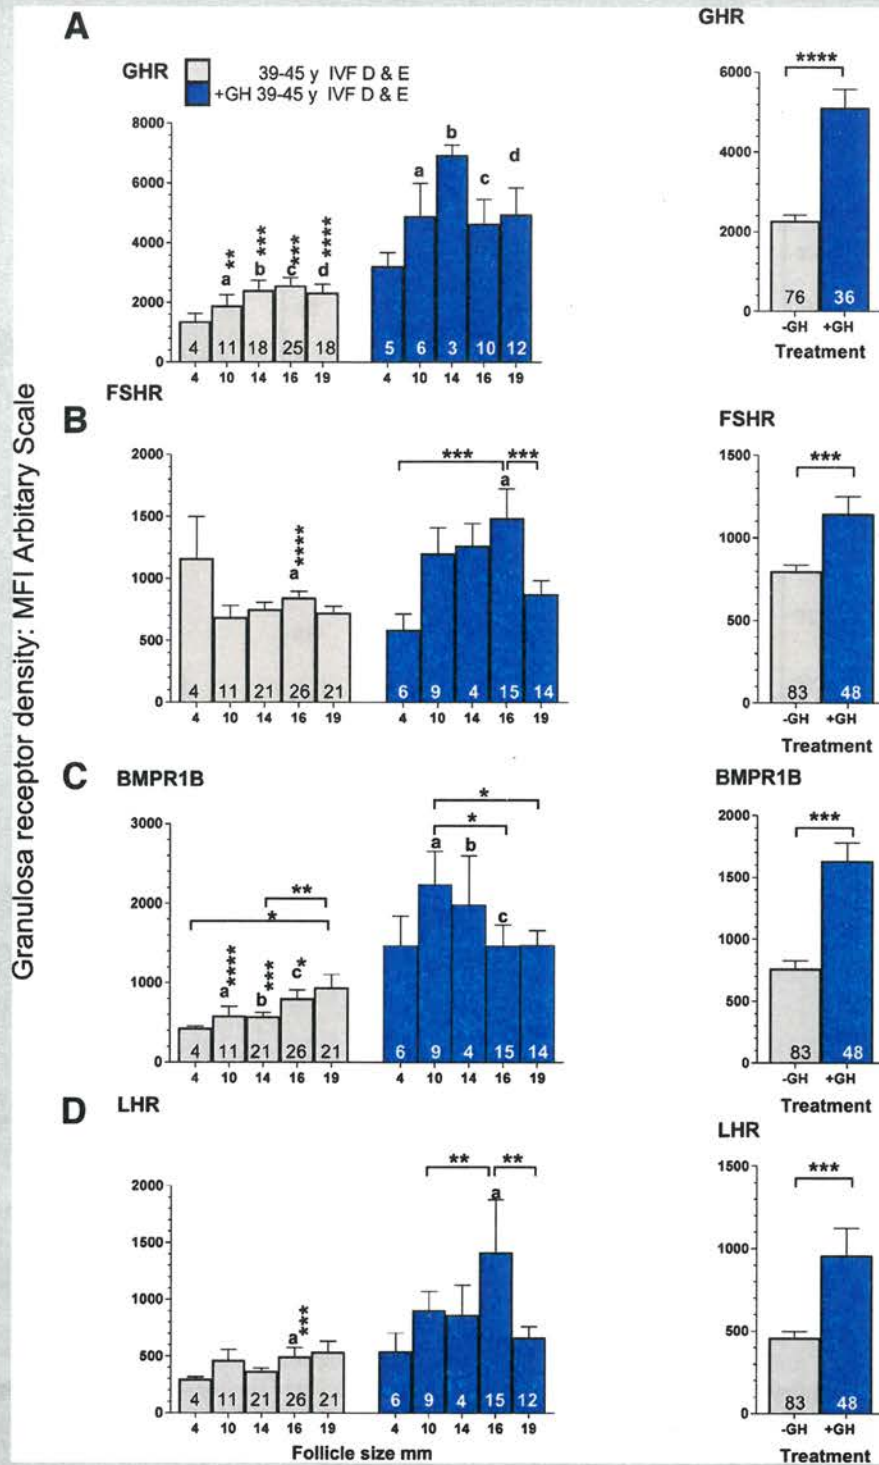 A
GHR
39-45 y IVF D & E
+GH 39-45 y IVF D & E
8000
6000
4000
2000
0
a ** b *** c *** d ****
a b c d
4 11 18 25 18 5 6 3 10 12
4 10 14 16 19 4 10 14 16 19
GHR
****
6000
4000
2000
0
76 36
-GH +GH
Treatment
Granulosa receptor density: MFI Arbitary Scale
B
FSHR
2000
1500
1000
500
0
a ****
*** ***
a
4 11 21 26 21 6 9 4 15 14
4 10 14 16 19 4 10 14 16 19
FSHR
***
1500
1000
500
0
83 48
-GH +GH
Treatment
C
BMPR1B
3000
2000
1000
0
**
*
a **** b *** c *
*
*
a b c
4 11 21 26 21 6 9 4 15 14
4 10 14 16 19 4 10 14 16 19
BMPR1B
***
2000
1500
1000
500
0
83 48
-GH +GH
Treatment
D
LHR
2000
1500
1000
500
0
a ***
** **
a
4 11 21 26 21 6 9 4 15 12
4 10 14 16 19 4 10 14 16 19
Follicle size mm
LHR
***
1500
1000
500
0
83 48
-GH +GH
Treatment